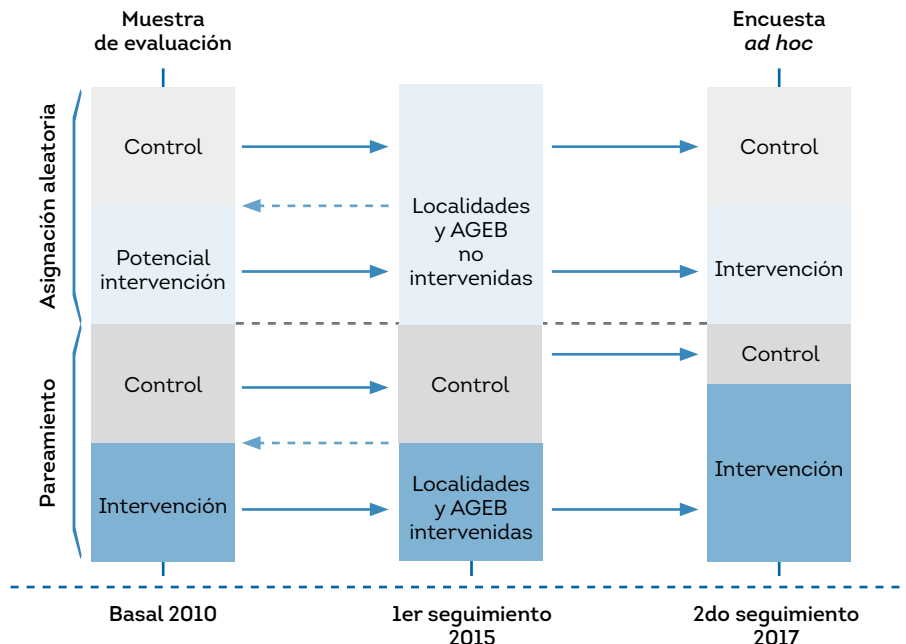 Muestra
de evaluación
Encuesta
ad hoc
Asignación aleatoria
Control
Potencial
intervención
Localidades
y AGEB
no
intervenidas
Control
Intervención
Pareamiento
Control
Intervención
Control
Localidades
y AGEB
intervenidas
Control
Intervención
Basal 2010
1er seguimiento
2015
2do seguimiento
2017